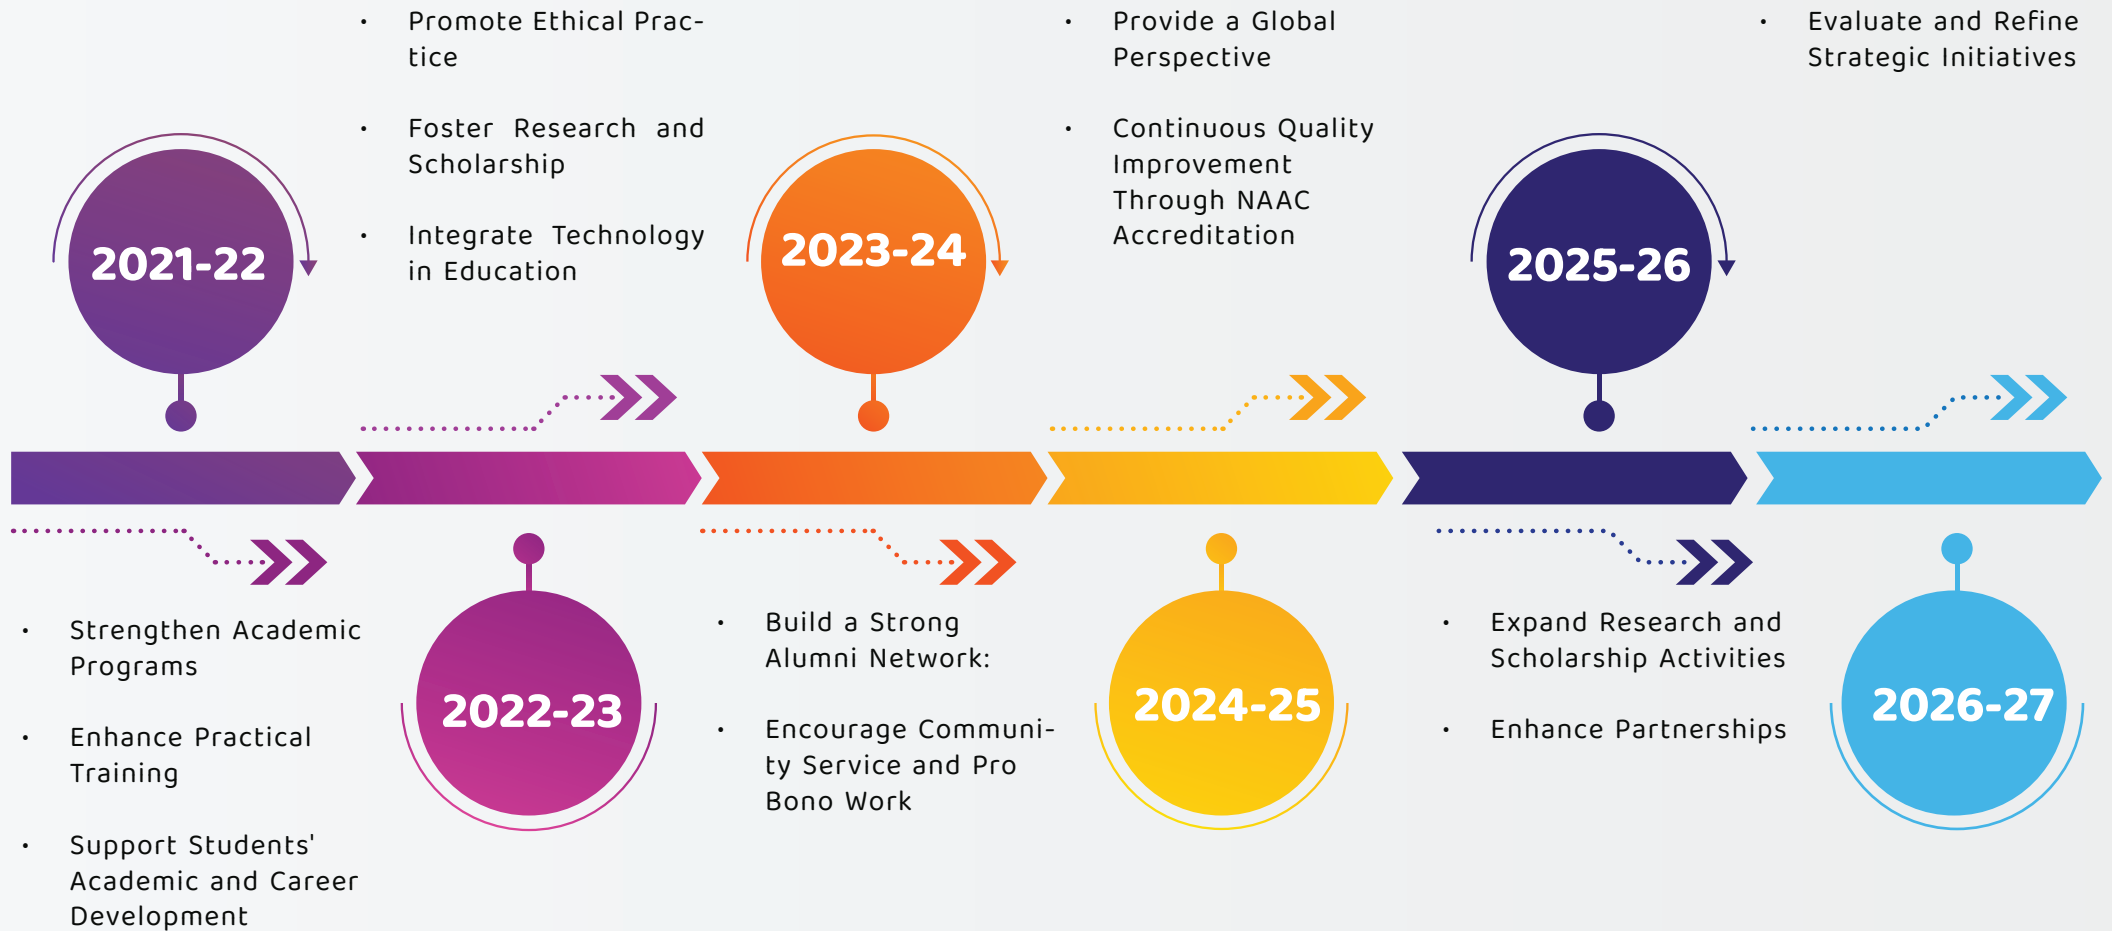 2021-22
• Strengthen Academic
Programs
• Enhance Practical
Training
• Support Students'
Academic and Career
Development
• Promote Ethical Prac-
tice
• Foster Research and
Scholarship
• Integrate Technology
in Education
2022-23
2023-24
• Build a Strong
Alumni Network:
• Encourage Communi-
ty Service and Pro
Bono Work
• Provide a Global
Perspective
• Continuous Quality
Improvement
Through NAAC
Accreditation
2024-25
2025-26
• Expand Research and
Scholarship Activities
• Enhance Partnerships
• Evaluate and Refine
Strategic Initiatives
2026-27